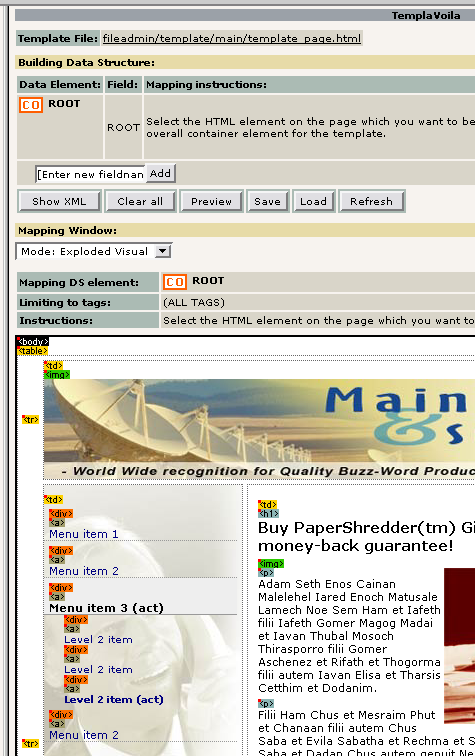 TemplaVoila
Template File: fileadmin/template/main/template_page.html
Building Data Structure:
Data Element: Field: Mapping instructions:
CO ROOT
ROOT
Select the HTML element on the page which you want to be
overall container element for the template.
[Enter new fieldnan Add
Show XML Clear all Preview Save Load Refresh
Mapping Window:
Mode: Exploded Visual
Mapping DS element: CO ROOT
Limiting to tags: (ALL TAGS)
Instructions: Select the HTML element on the page which you want to
<body>
<table>
<td>
<img>
<tr>
Main
& s
- World Wide recognition for Quality Buzz-Word Produc
<td>
<div>
<a>
Menu item 1
<div>
<a>
Menu item 2
<div>
<a>
Menu item 3 (act)
<div>
<a>
Level 2 item
<div>
<a>
Level 2 item
<div>
<a>
Level 2 item (act)
<div>
<a>
Menu item 2
<tr>
<td>
<h1>
Buy PaperShredder(tm) Gi
money-back guarantee!
<img>
<p>
Adam Seth Enos Cainan
Malelehel Iared Enoch Matusale
Lamech Noe Sem Ham et Iafeth
filii Iafeth Gomer Magog Madai
et Iavan Thubal Mosoch
Thirasporro filii Gomer
Aschenez et Rifath et Thogorma
filii autem Iavan Elisa et Tharsis
Cetthim et Dodanim.
<p>
Filii Ham Chus et Mesraim Phut
et Chanaan filii autem Chus
Saba et Evila Sabatha et Rechma et S
Saba et Dadan Chus autem genuit Ne